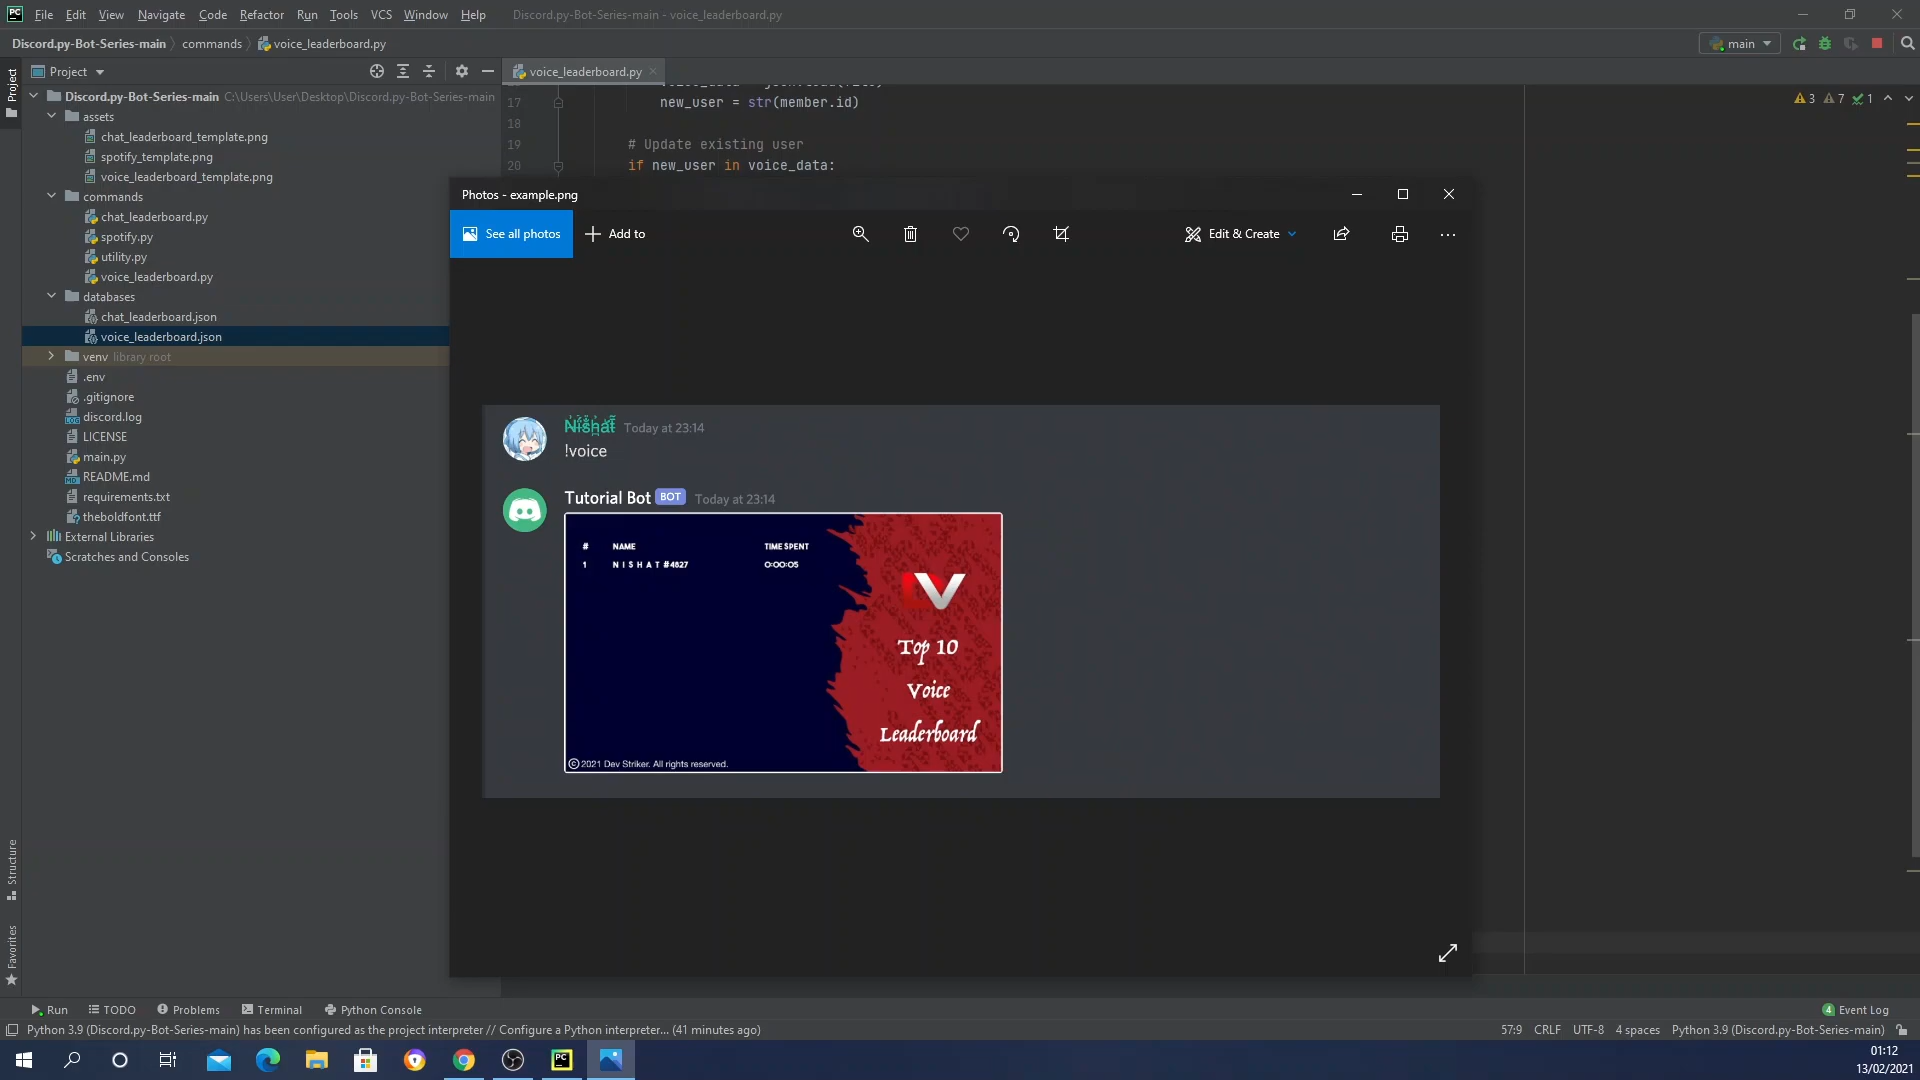 File Edit View Navigate Code Refactor Run Tools VCS Window Help Discord.py-Bot-Series-main - voice_leaderboard.py
Discord.py-Bot-Series-main commands voice_leaderboard.py main
Project voice_leaderboard.py
Project
Discord.py-Bot-Series-main C:\Users\User\Desktop\Discord.py-Bot-Series-main
assets
chat_leaderboard_template.png
spotify_template.png
voice_leaderboard_template.png
commands
chat_leaderboard.py
spotify.py
utility.py
voice_leaderboard.py
databases
chat_leaderboard.json
voice_leaderboard.json
venv library root
.env
.gitignore
discord.log
LICENSE
main.py
README.md
requirements.txt
theboldfont.ttf
External Libraries
Scratches and Consoles
17 new_user = str(member.id)
18
19 # Update existing user
20 if new_user in voice_data:
3 7 1
Photos - example.png
See all photos Add to Edit & Create
Nishat Today at 23:14
!voice
Tutorial Bot BOT Today at 23:14
# NAME TIME SPENT
1 N I S H A T #4627 0:00:05
Top 10
Voice
Leaderboard
© 2021 Dev Striker. All rights reserved.
Structure
Favorites
Run TODO Problems Terminal Python Console 4 Event Log
Python 3.9 (Discord.py-Bot-Series-main) has been configured as the project interpreter // Configure a Python interpreter... (41 minutes ago) 57:9 CRLF UTF-8 4 spaces Python 3.9 (Discord.py-Bot-Series-main)
01:12
13/02/2021